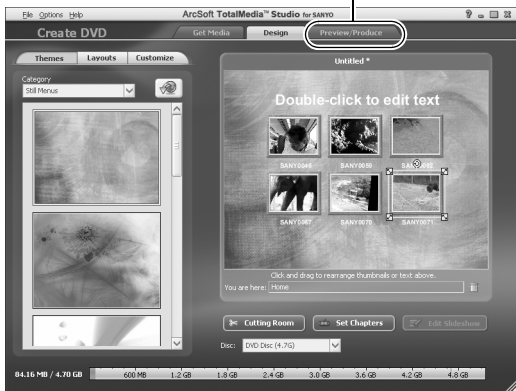 File Options Help
ArcSoft TotalMedia™ Studio for SANYO
Create DVD
Get Media
Design
Preview/Produce
Themes
Layouts
Customize
Category
Still Menus
Untitled *
Double-click to edit text
SANY0048
SANY0059
SANY0062
SANY0067
SANY0070
SANY0071
Click and drag to rearrange thumbnails or text above.
You are here: Home
Cutting Room
Set Chapters
Edit Slideshow
Disc: DVD Disc (4.7G)
84.16 MB / 4.70 GB
600 MB 1.2 GB 1.8 GB 2.4 GB 3.0 GB 3.6 GB 4.2 GB 4.8 GB